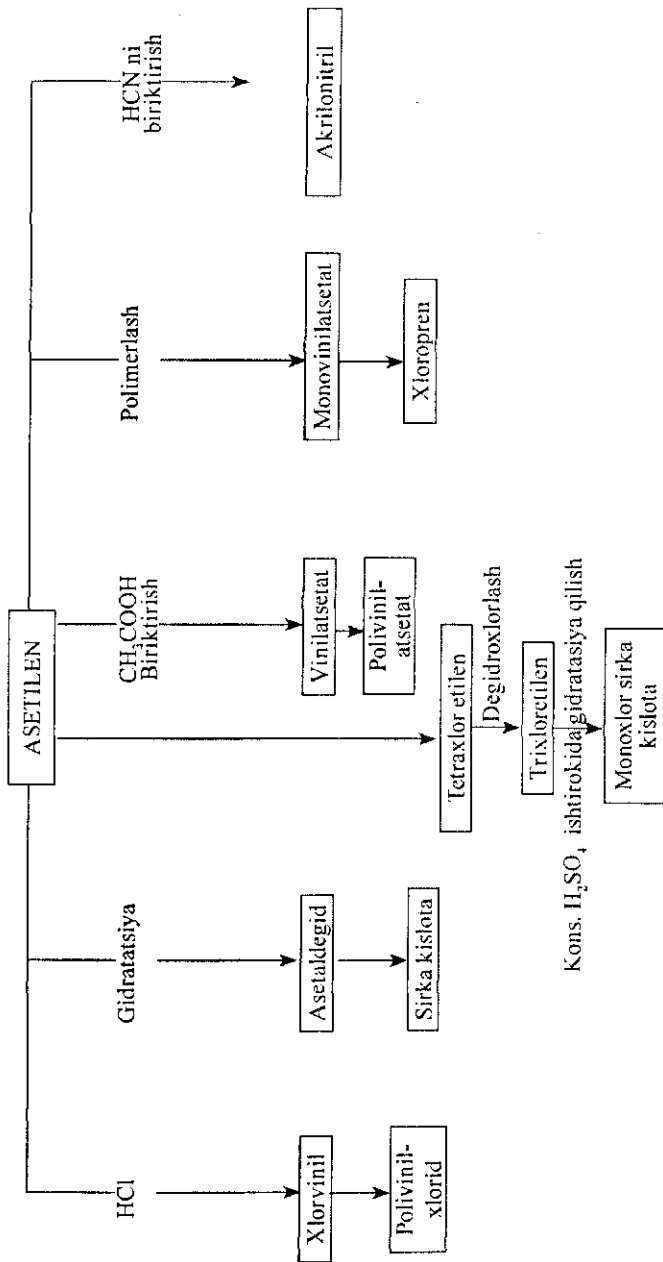 ASETILEN
HCl
Xlorvinil
Polivinil-
xlorid
Gidratatsiya
Asetaldegid
Sirka kislota
Tetraxlor etilen
Degidroxlorlash
Trixloretilen
Kons. H₂SO₄ ishtirokida gidratasiya qilish
Monoxlor sirka
kislota
CH₃COOH
Biriktirish
Vinilatsetat
Polivinil-
atsetat
Polimerlash
Monovinilatsetat
Xloropren
HCN ni
biriktirish
Akrilonitril